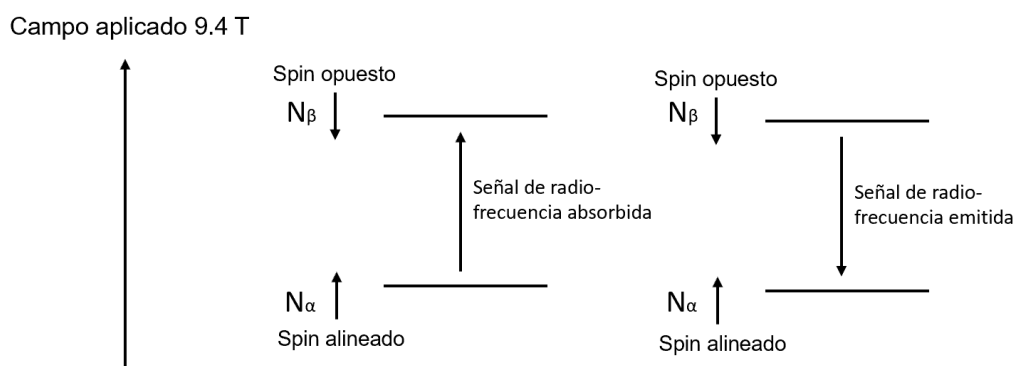 Campo aplicado 9.4 T
Spin opuesto
Nβ
Señal de radio-
frecuencia absorbida
Nα
Spin alineado
Spin opuesto
Nβ
Señal de radio-
frecuencia emitida
Nα
Spin alineado